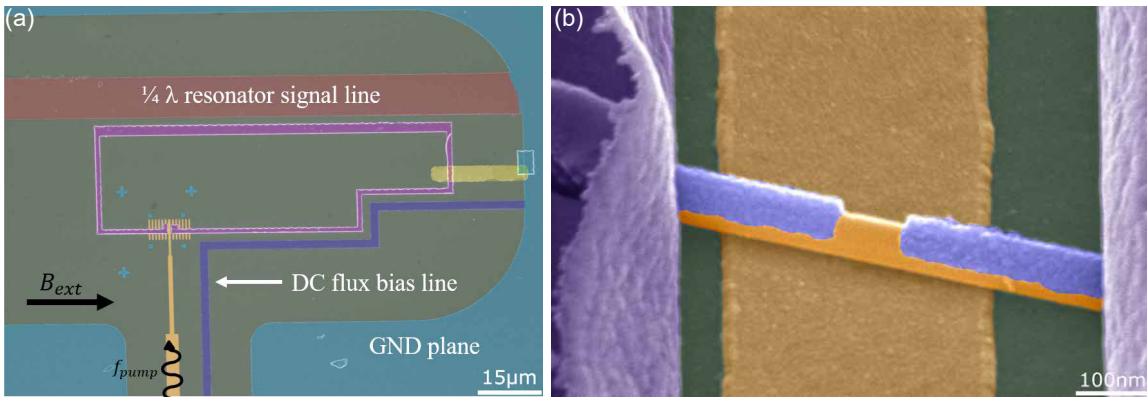 (a)
¼ λ resonator signal line
B_ext
DC flux bias line
GND plane
f_pump
15μm
(b)
100nm